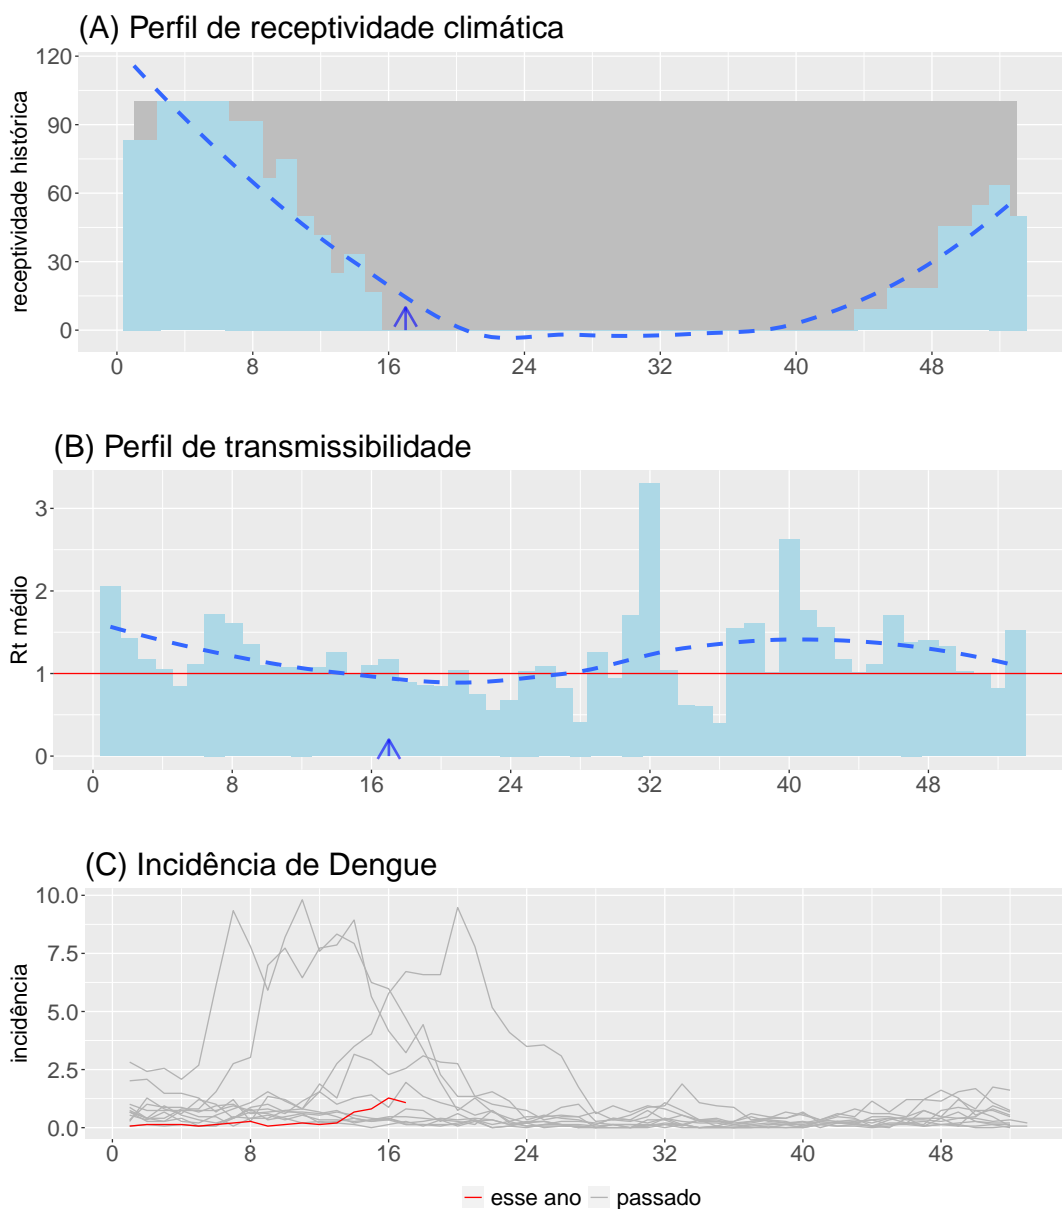 (A) Perfil de receptividade climática
receptividade histórica
120
90
60
30
0
0 8 16 24 32 40 48
(B) Perfil de transmissibilidade
Rt médio
3
2
1
0
0 8 16 24 32 40 48
(C) Incidência de Dengue
incidência
10.0
7.5
5.0
2.5
0.0
0 8 16 24 32 40 48
esse ano passado